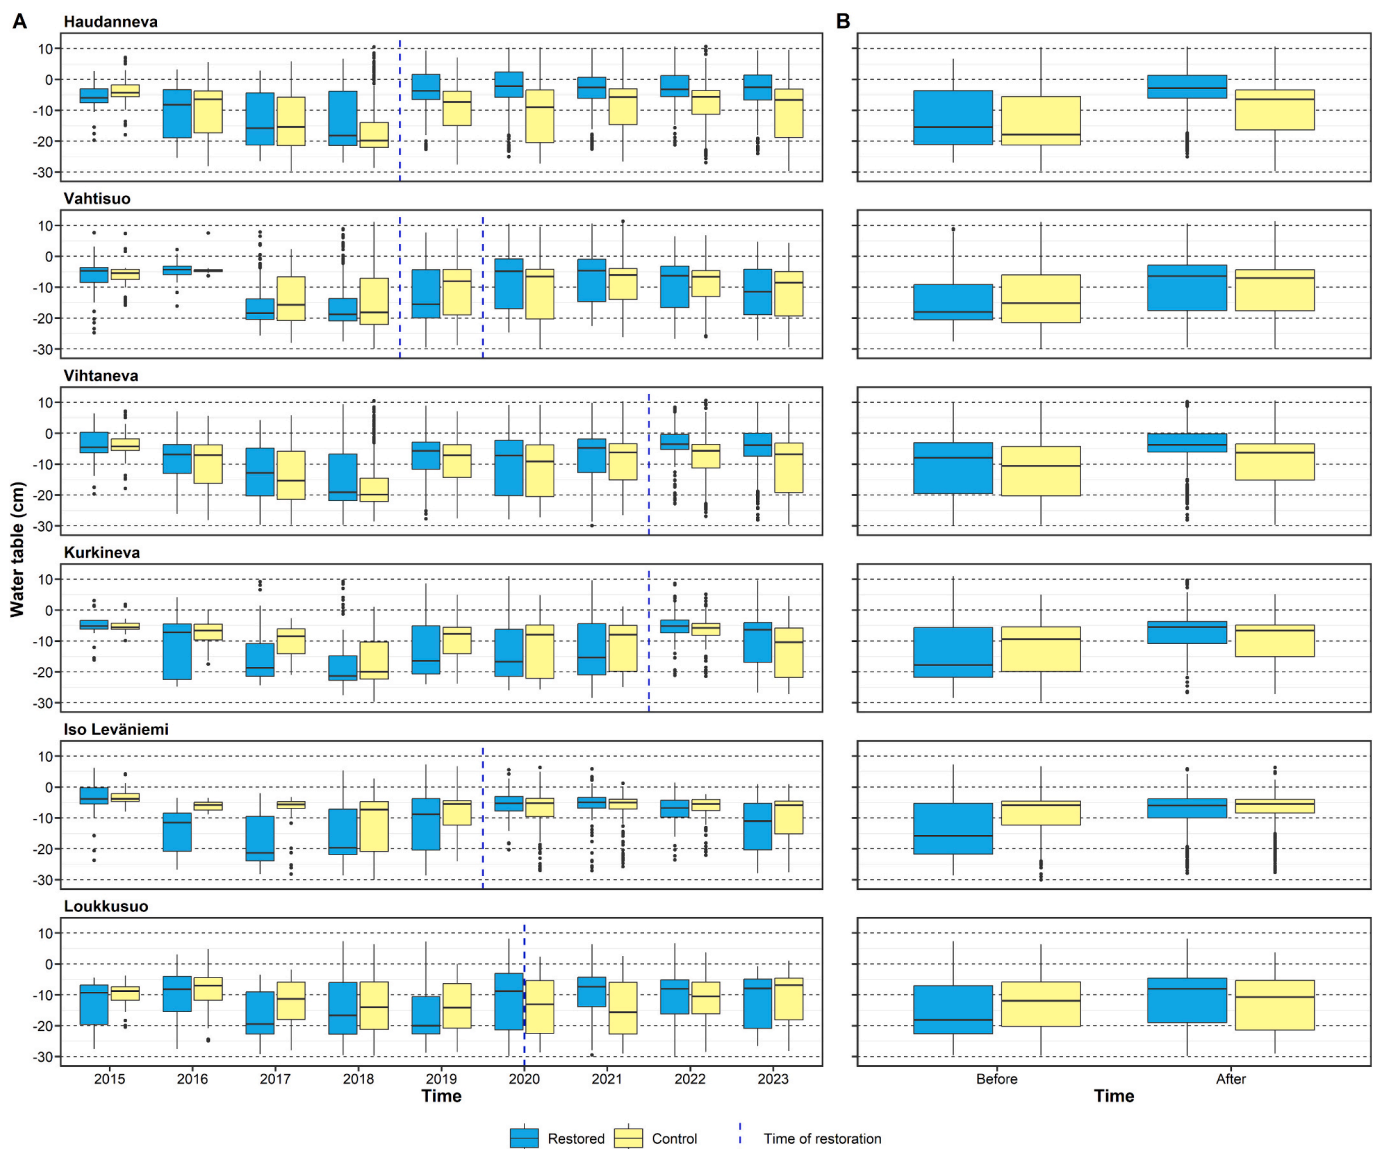 A
B
Haudanneva
10
0
-10
-20
-30
Vahtisuo
10
0
-10
-20
-30
Vihtaneva
10
0
-10
-20
-30
Kurkineva
10
0
-10
-20
-30
Iso Leväniemi
10
0
-10
-20
-30
Loukkusuo
10
0
-10
-20
-30
Water table (cm)
2015 2016 2017 2018 2019 2020 2021 2022 2023
Time
Before After
Time
Restored Control Time of restoration